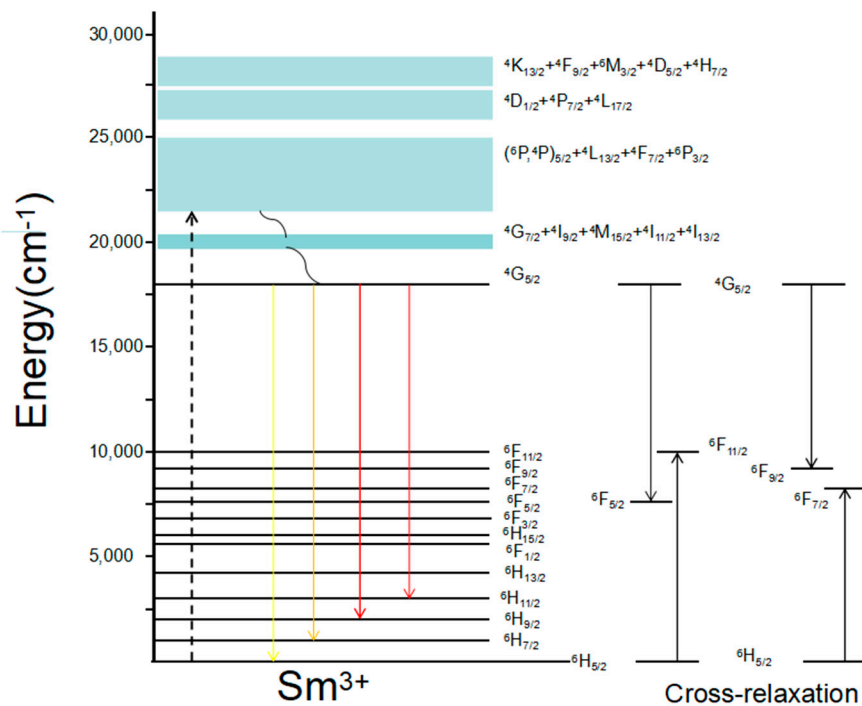 30,000
⁴K₁₃/₂+⁴F₉/₂+⁶M₃/₂+⁴D₅/₂+⁴H₇/₂
⁴D₁/₂+⁴P₇/₂+⁴L₁₇/₂
25,000
(⁶P,⁴P)₅/₂+⁴L₁₃/₂+⁴F₇/₂+⁶P₃/₂
20,000
⁴G₇/₂+⁴I₉/₂+⁴M₁₅/₂+⁴I₁₁/₂+⁴I₁₃/₂
⁴G₅/₂
⁴G₅/₂
15,000
Energy(cm⁻¹)
10,000
⁶F₁₁/₂
⁶F₉/₂
⁶F₇/₂
⁶F₅/₂
⁶F₃/₂
⁶H₁₅/₂
⁶F₁/₂
⁶H₁₃/₂
⁶H₁₁/₂
⁶H₉/₂
⁶H₇/₂
⁶H₅/₂
5,000
⁶F₁₁/₂
⁶F₅/₂
⁶F₉/₂
⁶F₇/₂
⁶H₅/₂
Sm³⁺
Cross-relaxation